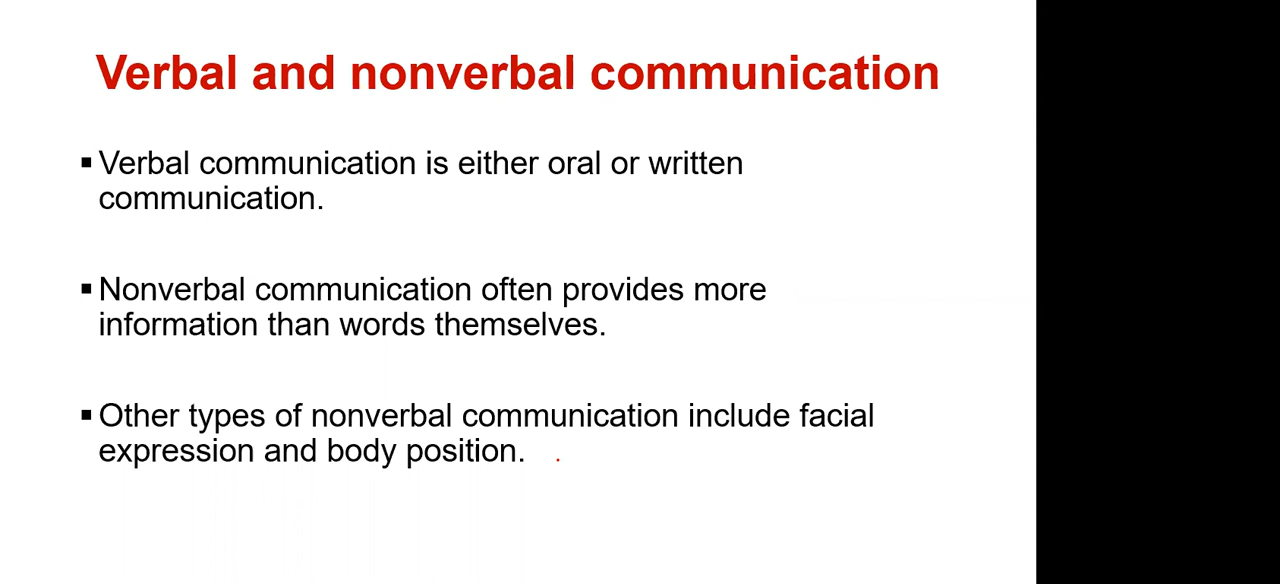 Verbal and nonverbal communication
▪ Verbal communication is either oral or written
communication.
▪ Nonverbal communication often provides more
information than words themselves.
▪ Other types of nonverbal communication include facial
expression and body position.